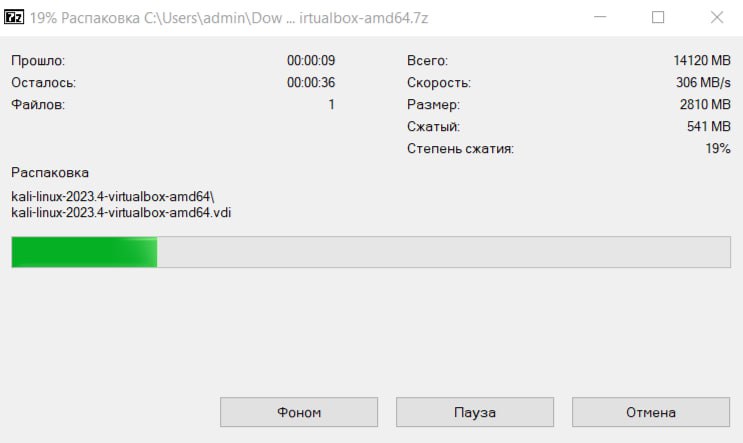 7z 19% Распаковка C:\Users\admin\Dow ... irtualbox-amd64.7z
Прошло: 00:00:09 Всего: 14120 MB
Осталось: 00:00:36 Скорость: 306 MB/s
Файлов: 1 Размер: 2810 MB
Сжатый: 541 MB
Степень сжатия: 19%
Распаковка
kali-linux-2023.4-virtualbox-amd64\
kali-linux-2023.4-virtualbox-amd64.vdi
Фоном Пауза Отмена